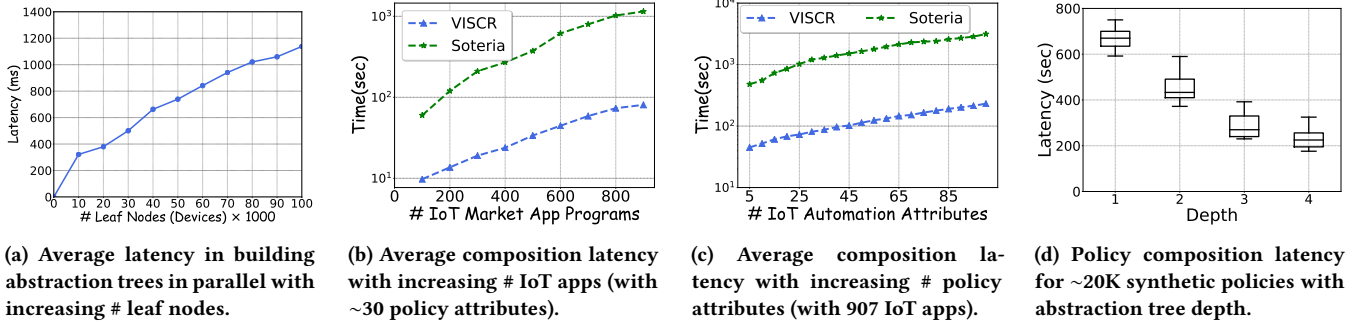 1400
1200
1000
800
600
400
200
0
Latency (ms)
0 10 20 30 40 50 60 70 80 90 100
# Leaf Nodes (Devices) × 1000
(a) Average latency in building
abstraction trees in parallel with
increasing # leaf nodes.
VISCR
Soteria
10³
10²
10¹
Time(sec)
0 200 400 600 800
# IoT Market App Programs
(b) Average composition latency
with increasing # IoT apps (with
~30 policy attributes).
VISCR Soteria
10⁴
10³
10²
10¹
Time(sec)
5 25 45 65 85
# IoT Automation Attributes
(c) Average composition la-
tency with increasing # policy
attributes (with 907 IoT apps).
800
600
400
200
0
Latency (sec)
1 2 3 4
Depth
(d) Policy composition latency
for ~20K synthetic policies with
abstraction tree depth.